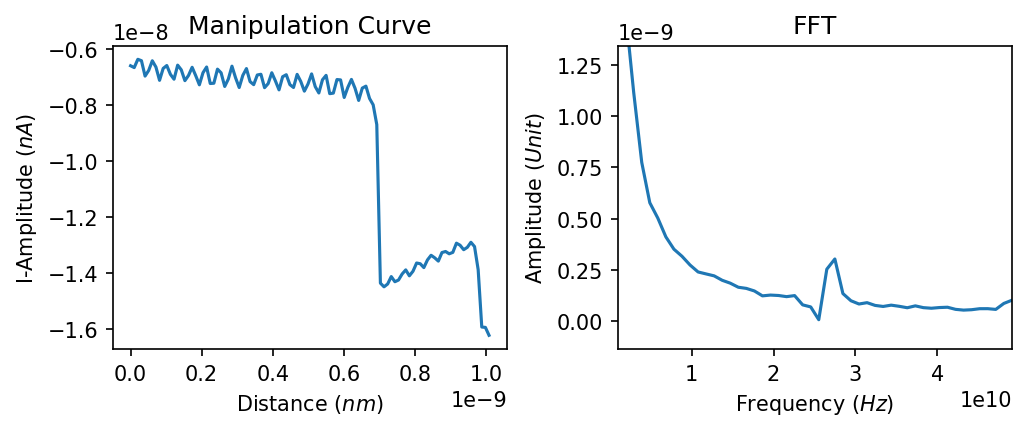 Manipulation Curve
1e−8
−0.6
−0.8
−1.0
−1.2
−1.4
−1.6
I-Amplitude (nA)
0.0 0.2 0.4 0.6 0.8 1.0
Distance (nm)
1e−9
FFT
1e−9
1.25
1.00
0.75
0.50
0.25
0.00
Amplitude (Unit)
1 2 3 4
Frequency (Hz)
1e10